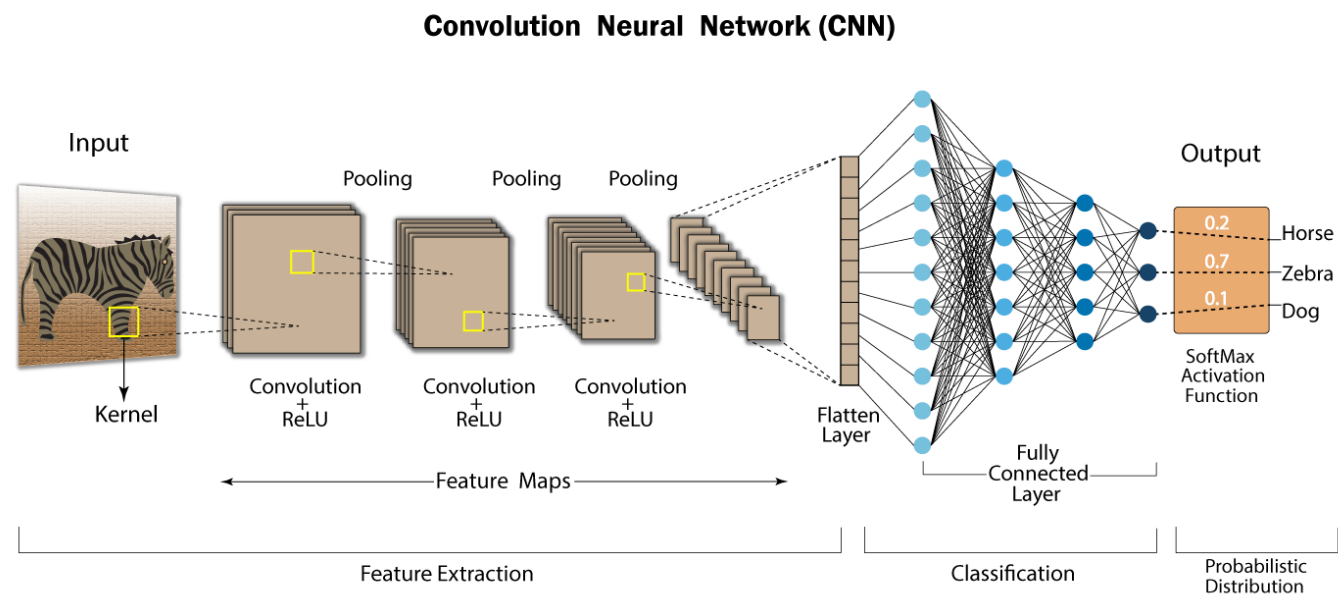 Convolution Neural Network (CNN)
Input
Kernel
Pooling
Pooling
Pooling
Convolution
+
ReLU
Convolution
+
ReLU
Convolution
+
ReLU
Feature Maps
Flatten
Layer
Fully
Connected
Layer
Output
0.2
Horse
0.7
Zebra
0.1
Dog
SoftMax
Activation
Function
Feature Extraction
Classification
Probabilistic
Distribution